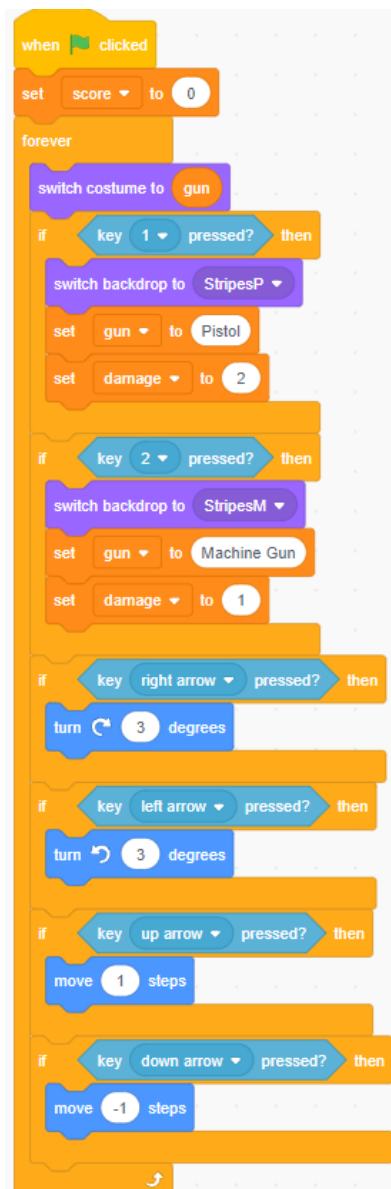 when clicked
set score to 0
forever
switch costume to gun
if key 1 pressed? then
switch backdrop to StripesP
set gun to Pistol
set damage to 2
if key 2 pressed? then
switch backdrop to StripesM
set gun to Machine Gun
set damage to 1
if key right arrow pressed? then
turn 3 degrees
if key left arrow pressed? then
turn 3 degrees
if key up arrow pressed? then
move 1 steps
if key down arrow pressed? then
move -1 steps